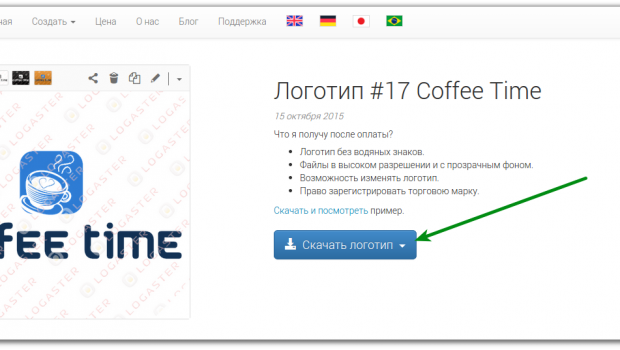 ная Создать Цена О нас Блог Поддержка
Логотип #17 Coffee Time
15 октября 2015
Что я получу после оплаты?
Логотип без водяных знаков.
Файлы в высоком разрешении и с прозрачным фоном.
Возможность изменять логотип.
Право зарегистрировать торговую марку.
Скачать и посмотреть пример.
Скачать логотип
ffee time
LOGASTER